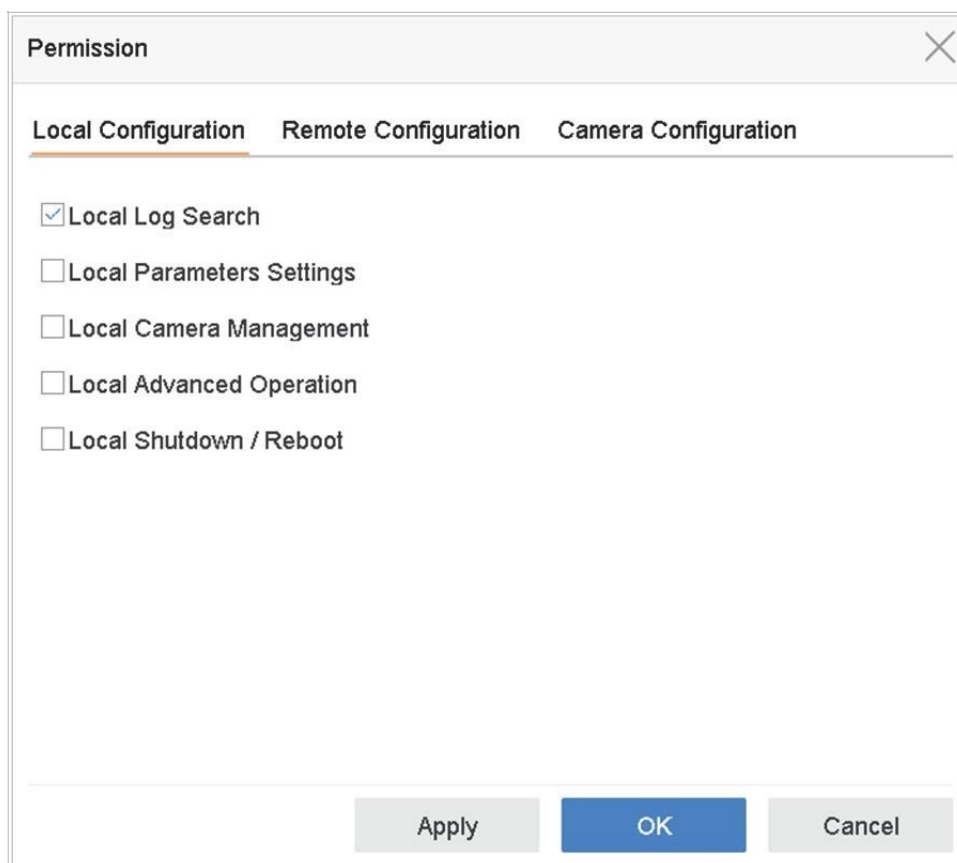 Permission
Local Configuration Remote Configuration Camera Configuration
Local Log Search
Local Parameters Settings
Local Camera Management
Local Advanced Operation
Local Shutdown / Reboot
Apply OK Cancel